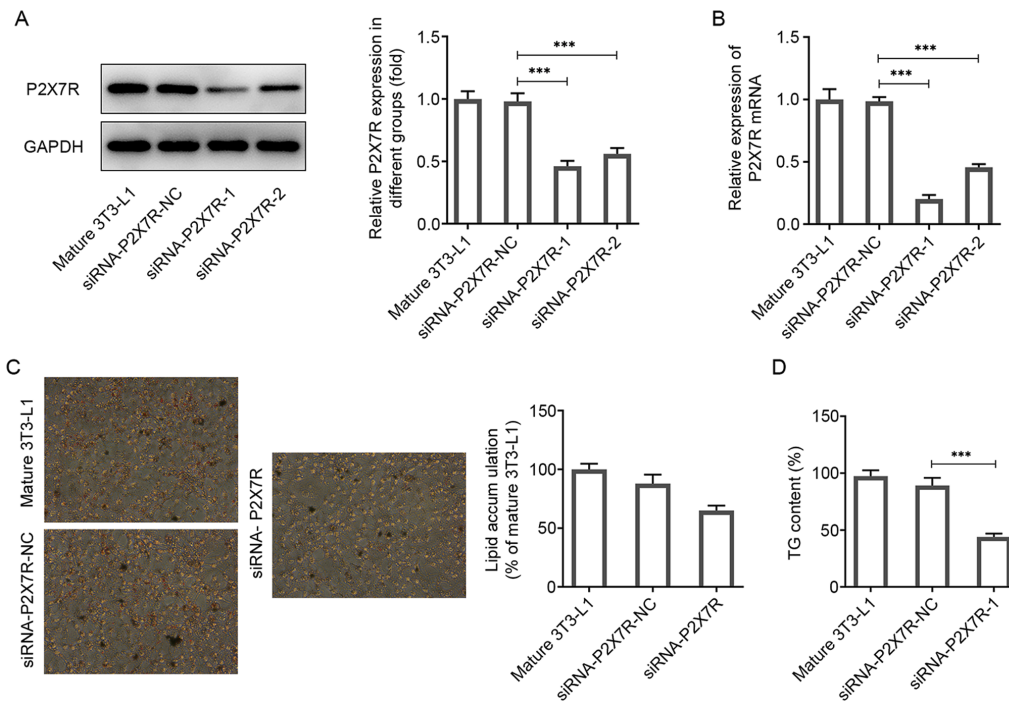 A
P2X7R
GAPDH
Mature 3T3-L1
siRNA-P2X7R-NC
siRNA-P2X7R-1
siRNA-P2X7R-2
Relative P2X7R expression in
different groups (fold)
1.5
1.0
0.5
0.0
***
***
Mature 3T3-L1
siRNA-P2X7R-NC
siRNA-P2X7R-1
siRNA-P2X7R-2
B
Relative expression of
P2X7R mRNA
1.5
1.0
0.5
0.0
***
***
Mature 3T3-L1
siRNA-P2X7R-NC
siRNA-P2X7R-1
siRNA-P2X7R-2
C
Mature 3T3-L1
siRNA-P2X7R-NC
siRNA- P2X7R
Lipid accum ulation
(% of mature 3T3-L1)
150
100
50
0
Mature 3T3-L1
siRNA-P2X7R-NC
siRNA-P2X7R
D
TG content (%)
150
100
50
0
***
Mature 3T3-L1
siRNA-P2X7R-NC
siRNA-P2X7R-1